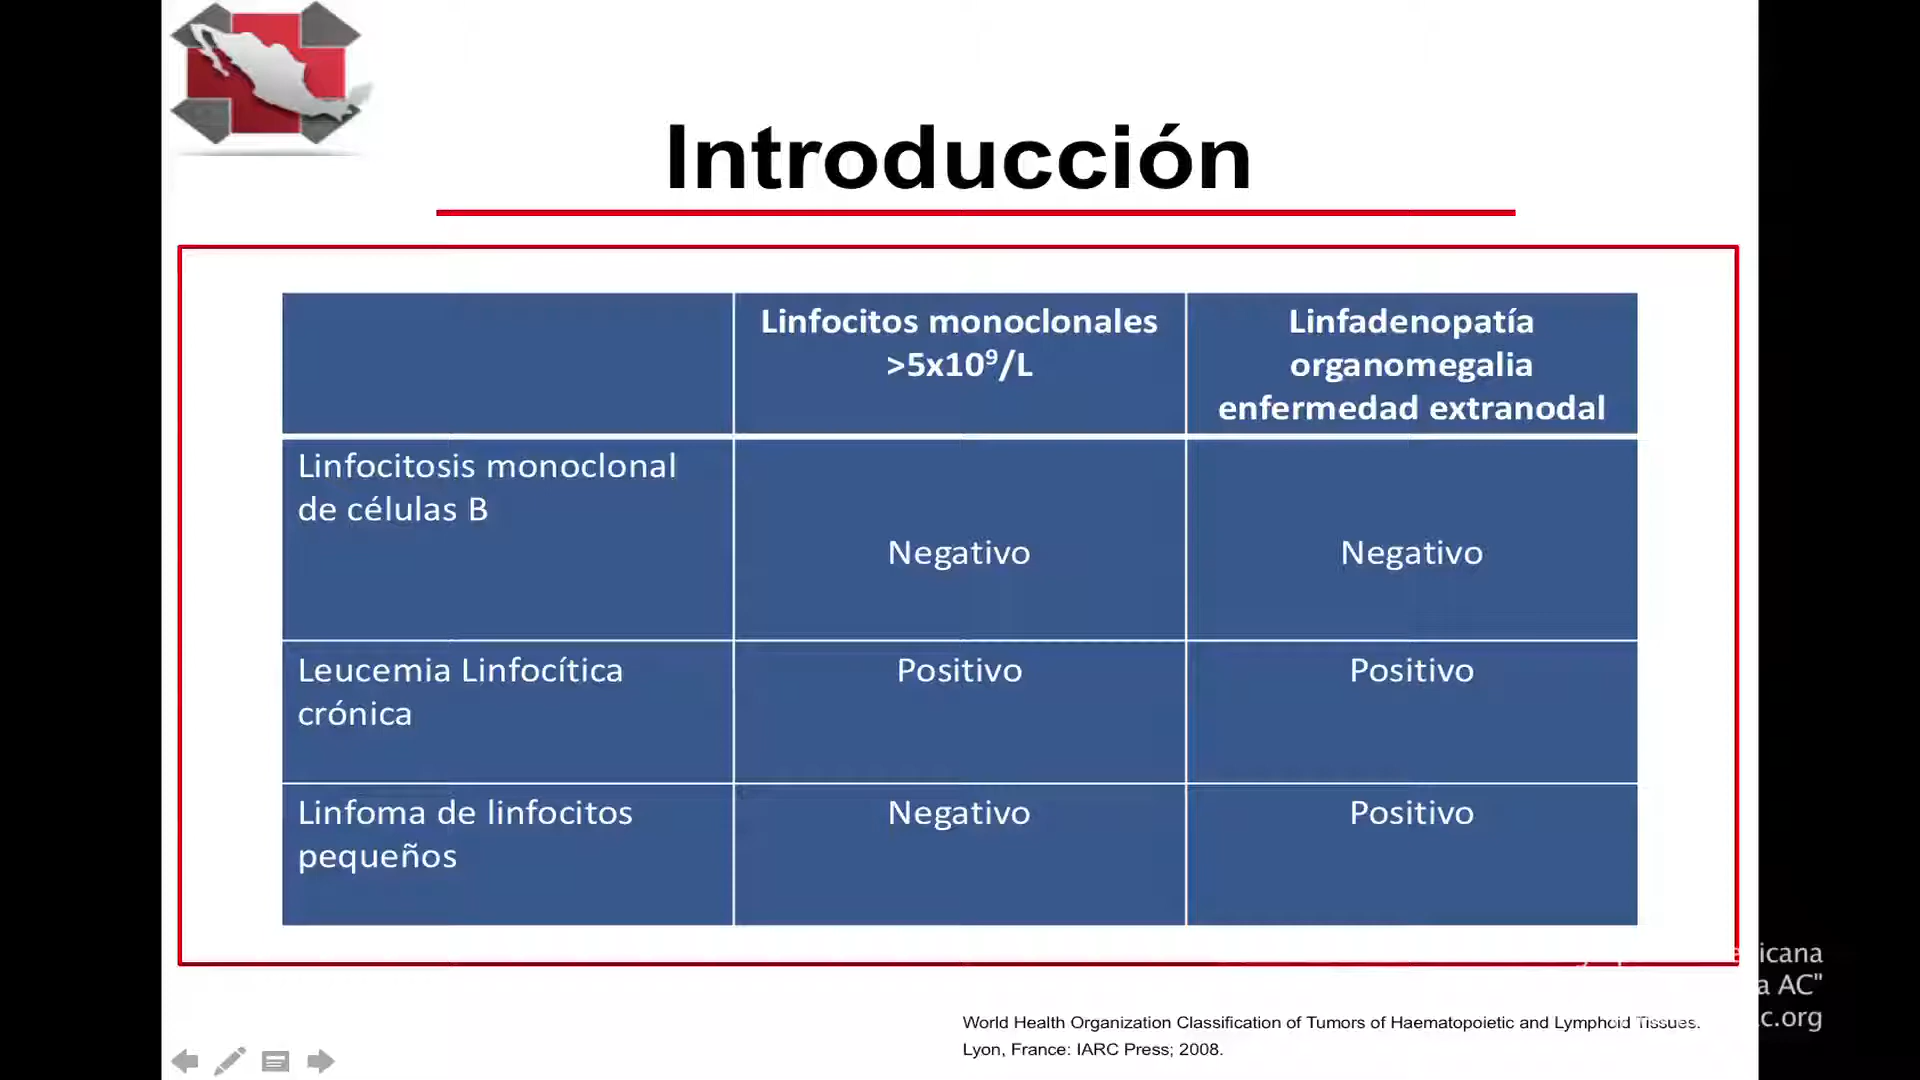 Introducción
Linfocitos monoclonales
>5x10⁹/L
Linfadenopatía
organomegalia
enfermedad extranodal
Linfocitosis monoclonal
de células B
Negativo
Negativo
Leucemia Linfocítica
crónica
Positivo
Positivo
Linfoma de linfocitos
pequeños
Negativo
Positivo
a AC"
World Health Organization Classification of Tumors of Haematopoietic and Lymphoid Tissues.
Lyon, France: IARC Press; 2008.